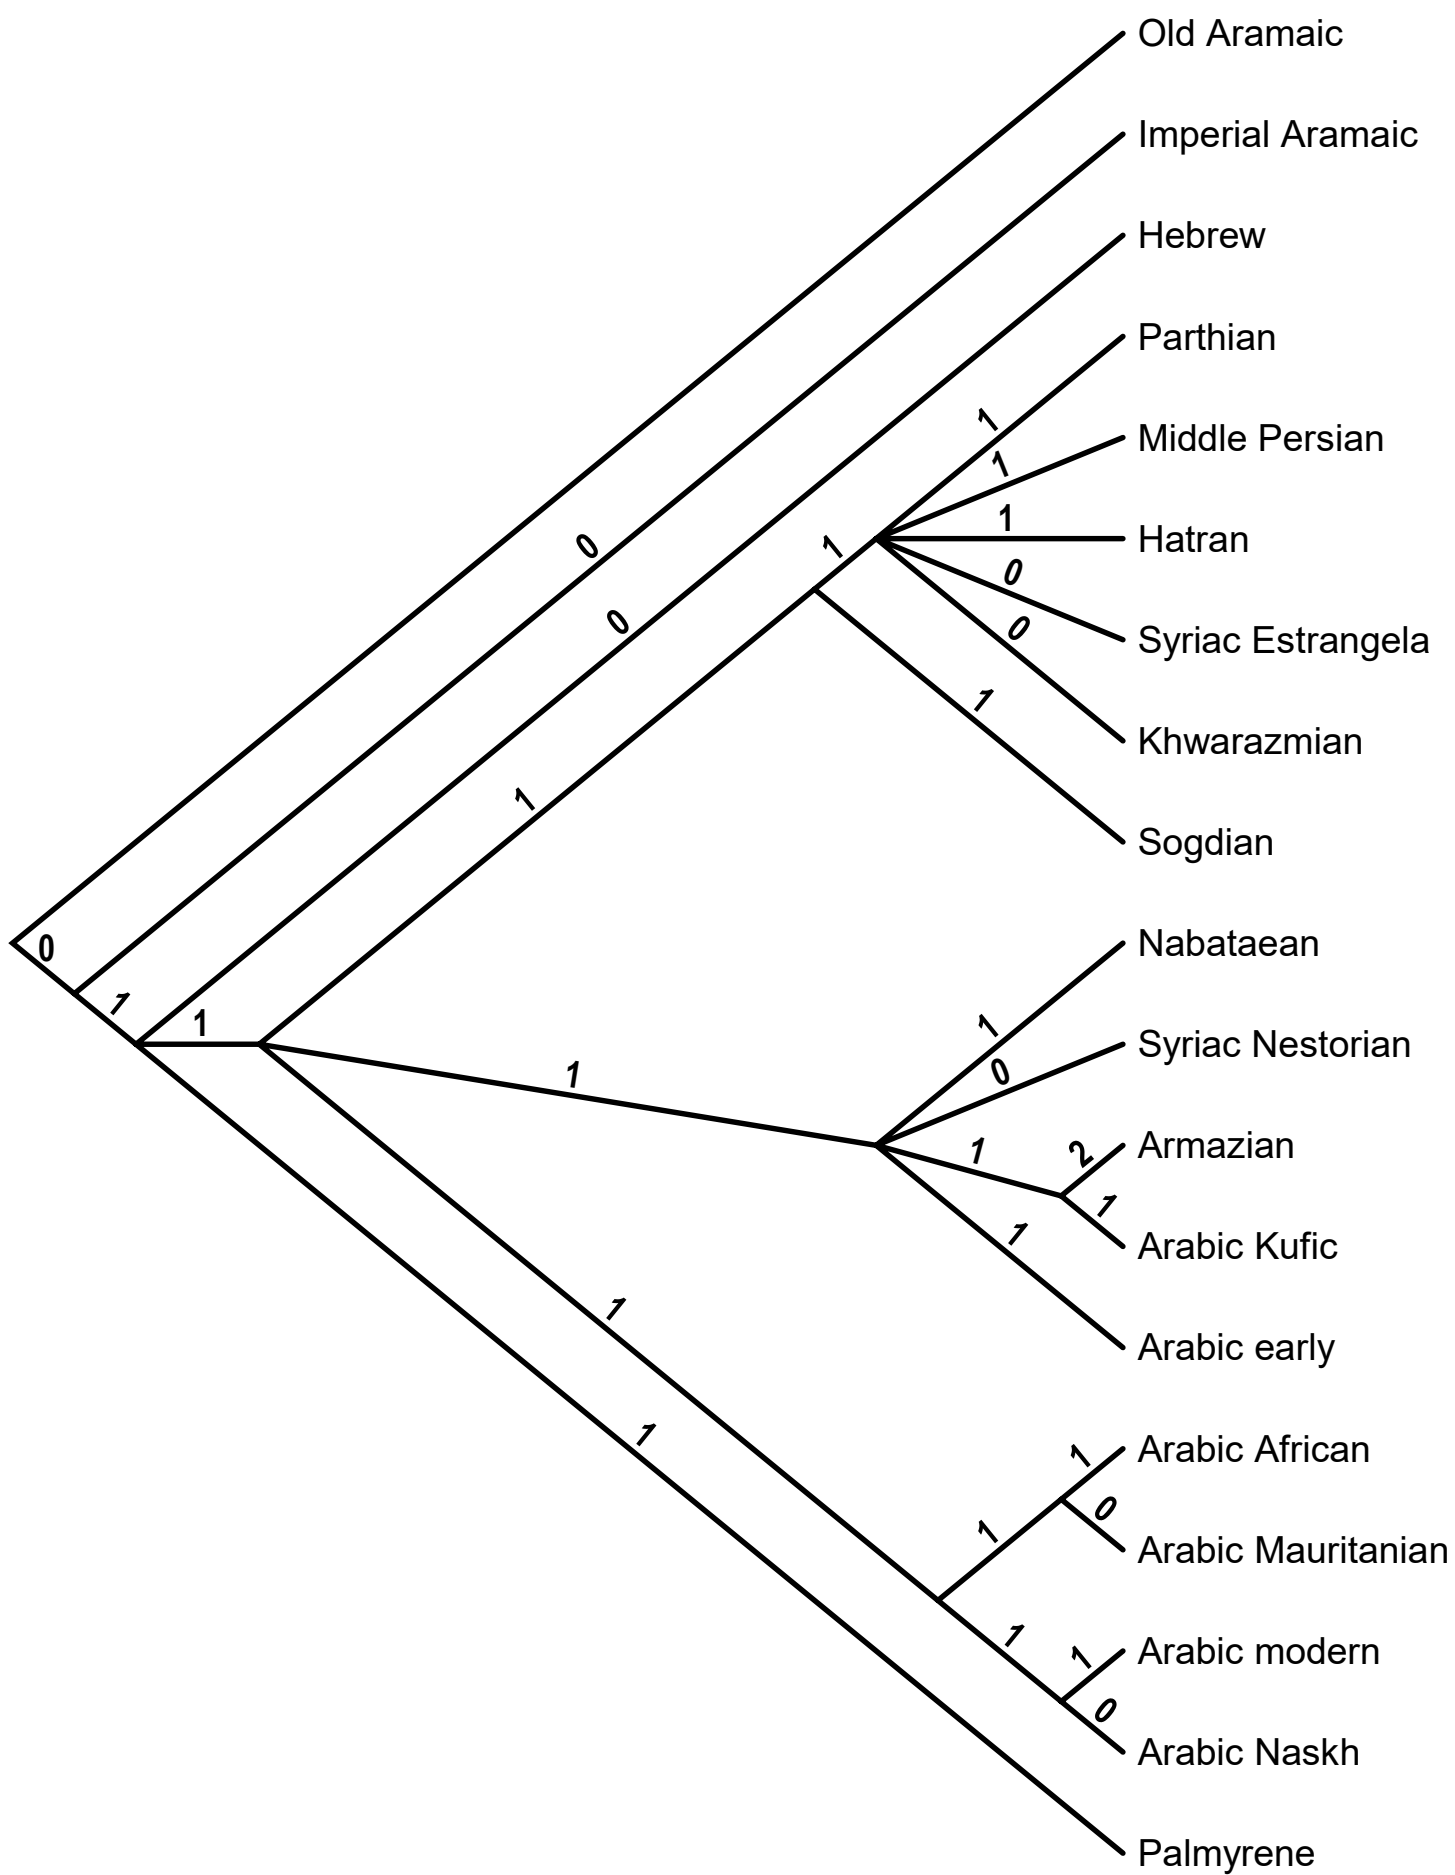 Old Aramaic
Imperial Aramaic
0
Hebrew
0
Parthian
1
Middle Persian
1
Hatran
1
1
Syriac Estrangela
0
Khwarazmian
0
Sogdian
1
1
0
1
1
Nabataean
1
Syriac Nestorian
0
1
Armazian
2
1
Arabic Kufic
1
Arabic early
1
1
1
Arabic African
1
1
Arabic Mauritanian
0
Arabic modern
1
1
Arabic Naskh
0
Palmyrene